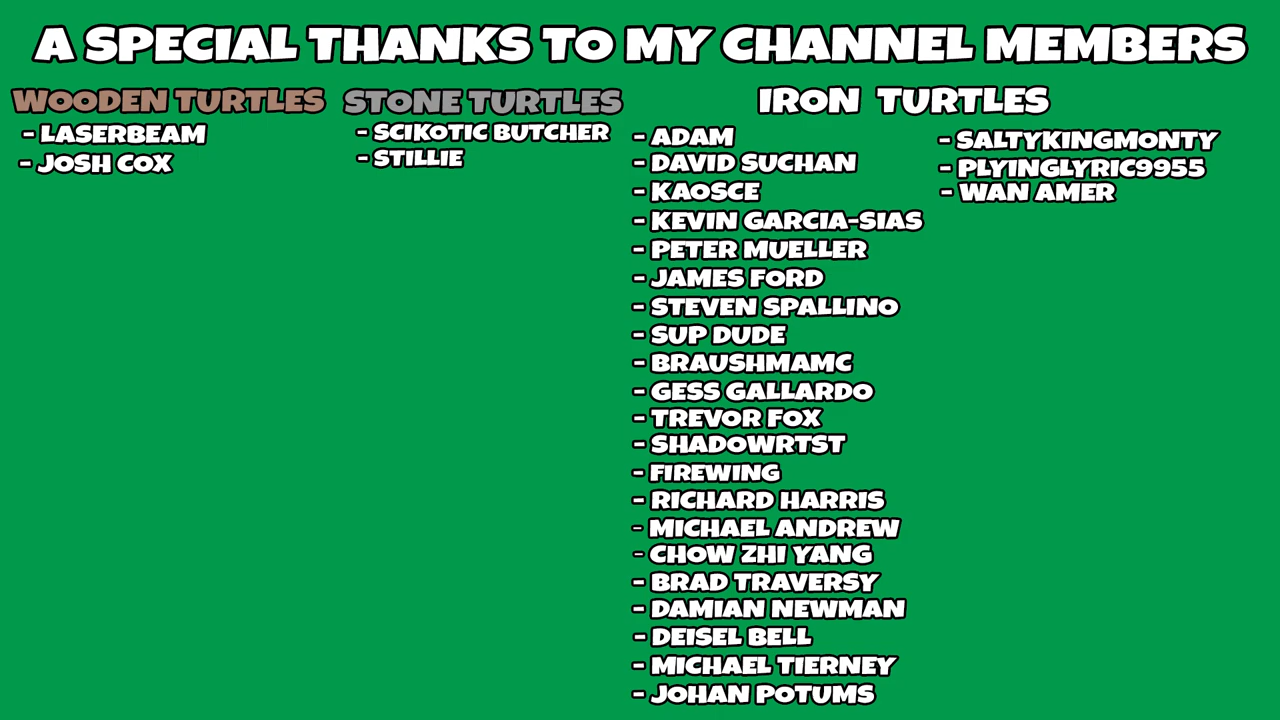 A SPECIAL THANKS TO MY CHANNEL MEMBERS
WOODEN TURTLES
- LASERBEAM
- JOSH COX
STONE TURTLES
- SCIKOTIC BUTCHER
- STILLIE
IRON TURTLES
- ADAM
- DAVID SUCHAN
- KAOSCE
- KEVIN GARCIA-SIAS
- PETER MUELLER
- JAMES FORD
- STEVEN SPALLINO
- SUP DUDE
- BRAUSHMAMC
- GESS GALLARDO
- TREVOR FOX
- SHADOWRTST
- FIREWING
- RICHARD HARRIS
- MICHAEL ANDREW
- CHOW ZHI YANG
- BRAD TRAVERSY
- DAMIAN NEWMAN
- DEISEL BELL
- MICHAEL TIERNEY
- JOHAN POTUMS
- SALTYKINGMONTY
- PLYINGLYRIC9955
- WAN AMER